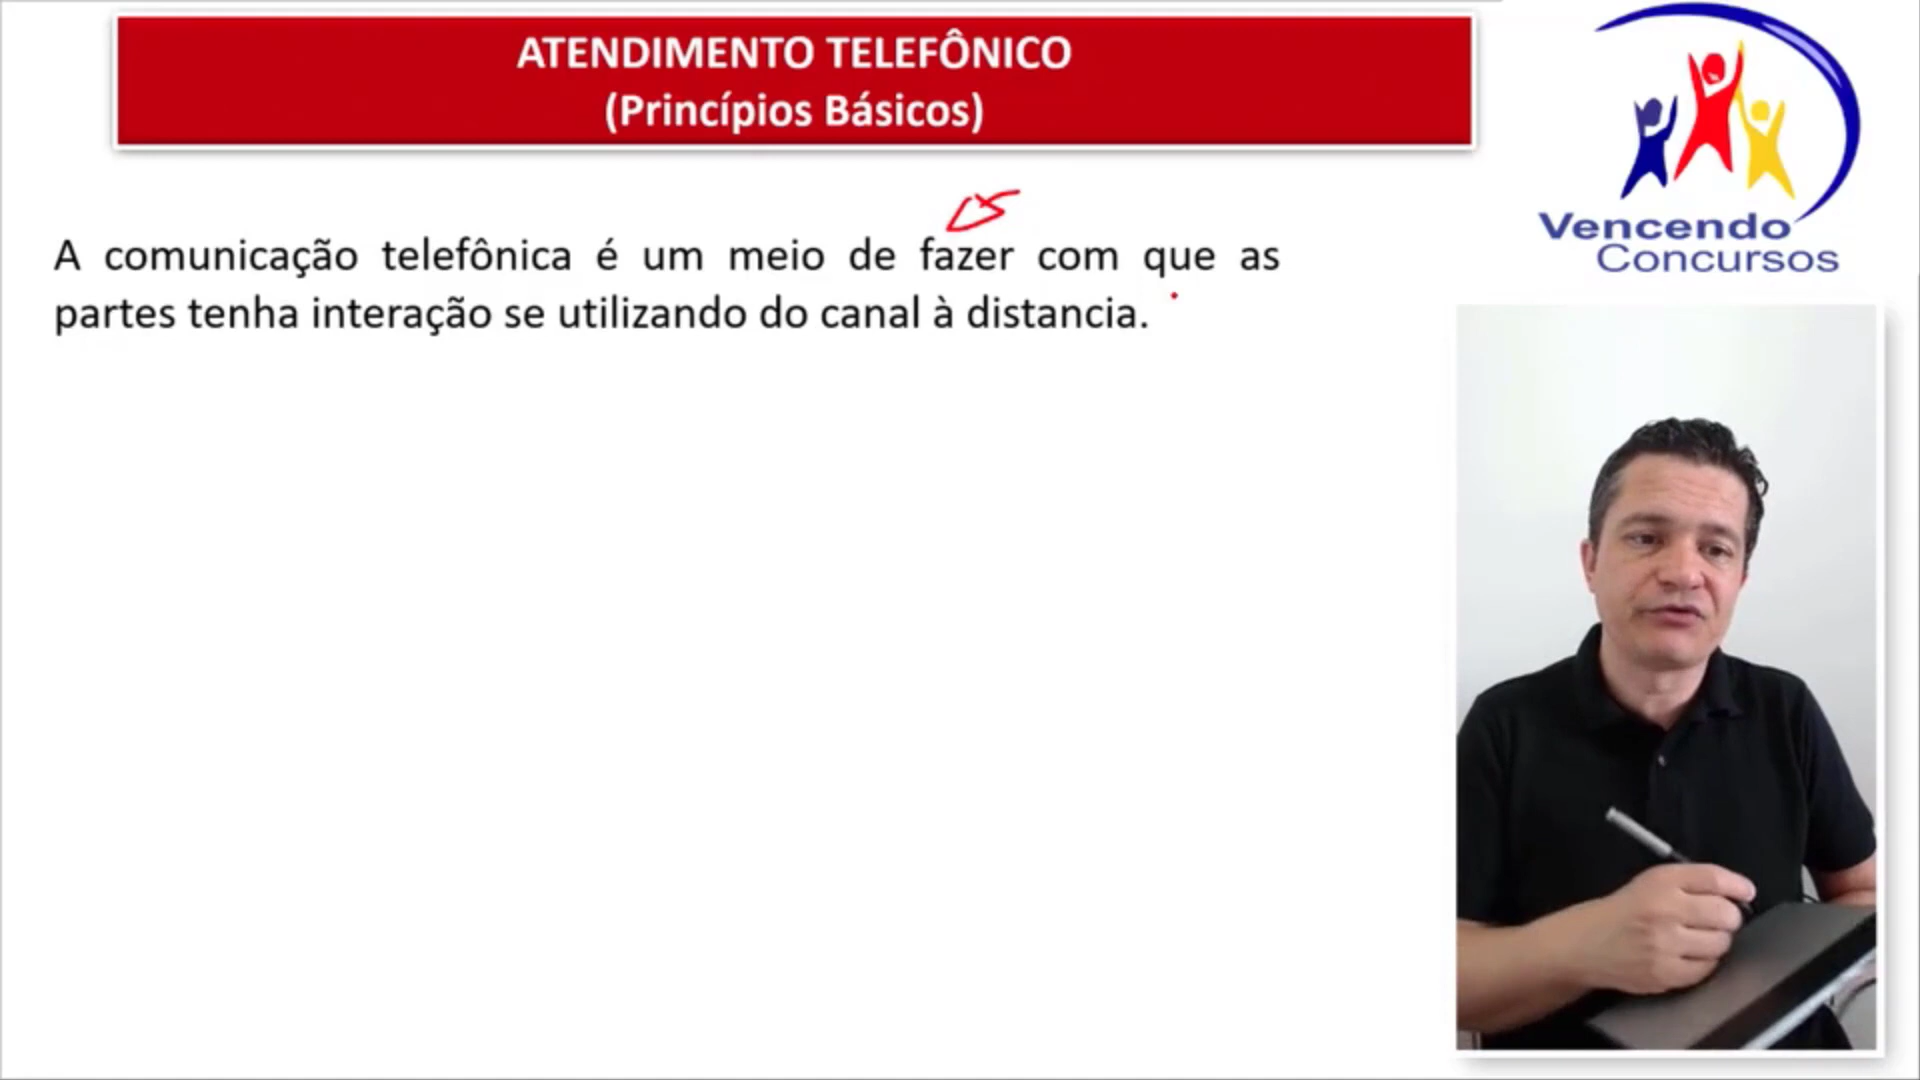 ATENDIMENTO TELEFÔNICO
(Princípios Básicos)
Vencendo
Concursos
A comunicação telefônica é um meio de fazer com que as
partes tenha interação se utilizando do canal à distancia.